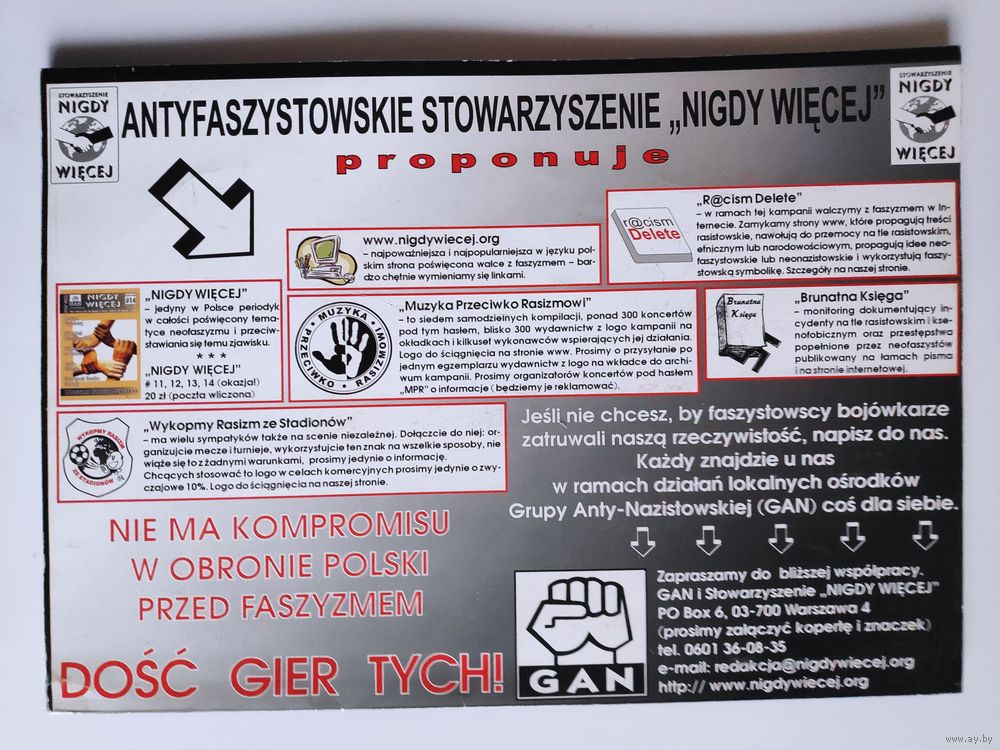 STOWARZYSZENIE
NIGDY
WIĘCEJ
ANTYFASZYSTOWSKIE STOWARZYSZENIE „NIGDY WIĘCEJ”
proponuje
STOWARZYSZENIE
NIGDY
WIĘCEJ
r@cism
Delete
„R@cism Delete”
– w ramach tej kampanii walczymy z faszyzmem w In-
ternecie. Zamykamy strony www, które propagują treści
rasistowskie, nawołują do przemocy na tle rasistowskim,
etnicznym lub narodowościowym, propagują idee neo-
faszystowskie lub neonazistowskie i wykorzystują faszy-
stowską symbolikę. Szczegóły na naszej stronie.
www.nigdywiecej.org
– najpoważniejsza i najpopularniejsza w języku pol-
skim strona poświęcona walce z faszyzmem – bar-
dzo chętnie wymieniamy się linkami.
NIGDY
WIĘCEJ
„NIGDY WIĘCEJ”
– jedyny w Polsce periodyk
w całości poświęcony tema-
tyce neofaszyzmu i przeciw-
stawiania się temu zjawisku.
* * *
„NIGDY WIĘCEJ”
# 11, 12, 13, 14 (okazja!)
20 zł (poczta wliczona)
MUZYKA
PRZECIWKO
RASIZMOWI
„Muzyka Przeciwko Rasizmowi”
– to siedem samodzielnych kompilacji, ponad 300 koncertów
pod tym hasłem, blisko 300 wydawnictw z logo kampanii na
okładkach i kilkuset wykonawców wspierających jej działania.
Logo do ściągnięcia na stronie www. Prosimy o przysyłanie po
jednym egzemplarzu wydawnictw z logo na wkładce do archi-
wum kampanii. Prosimy organizatorów koncertów pod hasłem
„MPR” o informacje (będziemy je reklamować).
Brunatna
Księga
„Brunatna Księga”
– monitoring dokumentujący in-
cydenty na tle rasistowskim i kse-
nofobicznym oraz przestępstwa
popełnione przez neofaszystów
publikowany na łamach pisma
i na stronie internetowej.
WYKOPMY RASIZM
ZE STADIONÓW
„Wykopmy Rasizm ze Stadionów”
– ma wielu sympatyków także na scenie niezależnej. Dołączcie do niej: or-
ganizujcie mecze i turnieje, wykorzystujcie ten znak na wszelkie sposoby, nie
wiąże się to z żadnymi warunkami, prosimy jedynie o informację.
Chcących stosować to logo w celach komercyjnych prosimy jedynie o zwy-
czajowe 10%. Logo do ściągnięcia na naszej stronie.
Jeśli nie chcesz, by faszystowscy bojówkarze
zatruwali naszą rzeczywistość, napisz do nas.
Każdy znajdzie u nas
w ramach działań lokalnych ośrodków
Grupy Anty-Nazistowskiej (GAN) coś dla siebie.
NIE MA KOMPROMISU
W OBRONIE POLSKI
PRZED FASZYZMEM
DOŚĆ GIER TYCH!
GAN
Zapraszamy do bliższej współpracy.
GAN i Stowarzyszenie „NIGDY WIĘCEJ”
PO Box 6, 03-700 Warszawa 4
(prosimy załączyć kopertę i znaczek)
tel. 0601 36-08-35
e-mail: redakcja@nigdywiecej.org
http:// www.nigdywiecej.org
www.ay.by